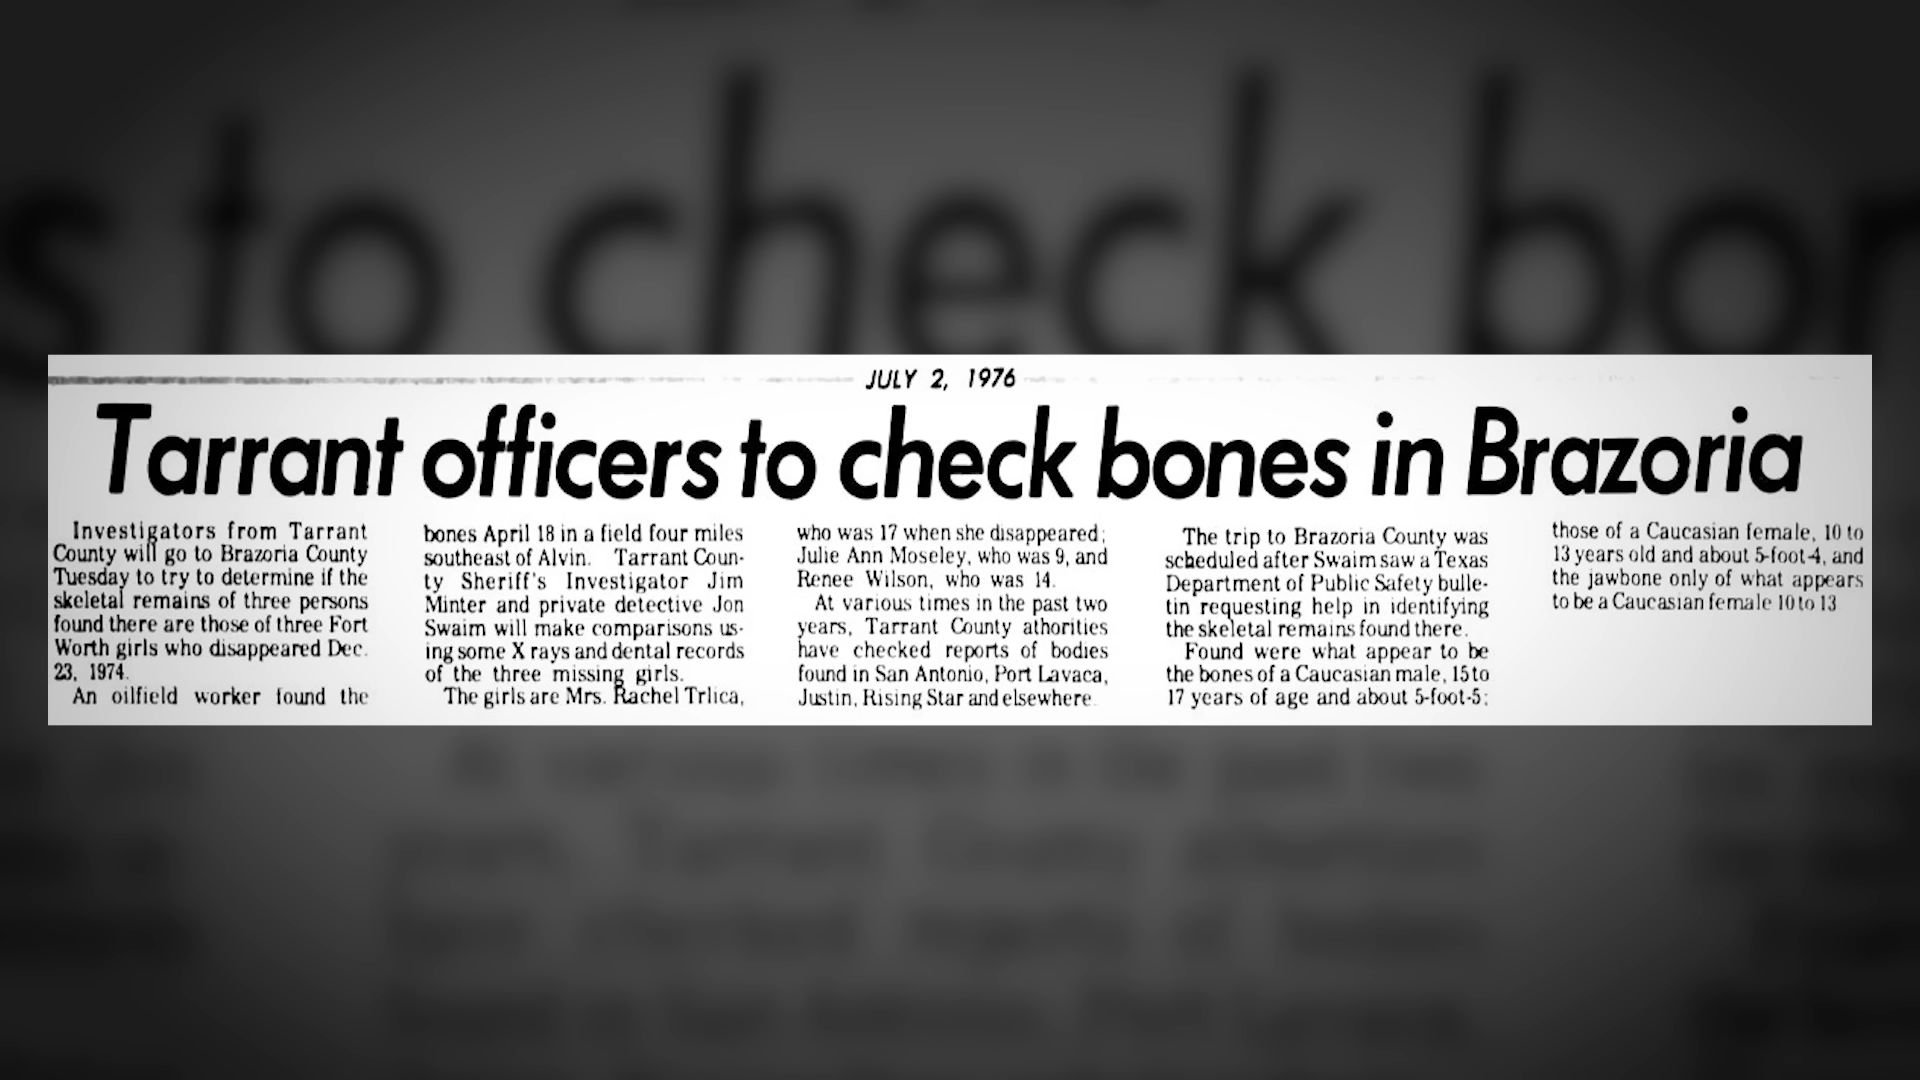 s to check bon
JULY 2, 1976
Tarrant officers to check bones in Brazoria
Investigators from Tarrant
County will go to Brazoria County
Tuesday to try to determine if the
skeletal remains of three persons
found there are those of three Fort
Worth girls who disappeared Dec.
23, 1974.
An oilfield worker found the
bones April 18 in a field four miles
southeast of Alvin. Tarrant Coun-
ty Sheriff's Investigator Jim
Minter and private detective Jon
Swaim will make comparisons us-
ing some X rays and dental records
of the three missing girls.
The girls are Mrs. Rachel Trlica,
who was 17 when she disappeared;
Julie Ann Moseley, who was 9, and
Renee Wilson, who was 14.
At various times in the past two
years, Tarrant County athorities
have checked reports of bodies
found in San Antonio, Port Lavaca,
Justin, Rising Star and elsewhere.
The trip to Brazoria County was
scheduled after Swaim saw a Texas
Department of Public Safety bulle-
tin requesting help in identifying
the skeletal remains found there.
Found were what appear to be
the bones of a Caucasian male, 15 to
17 years of age and about 5-foot-5;
those of a Caucasian female, 10 to
13 years old and about 5-foot-4, and
the jawbone only of what appears
to be a Caucasian female 10 to 13